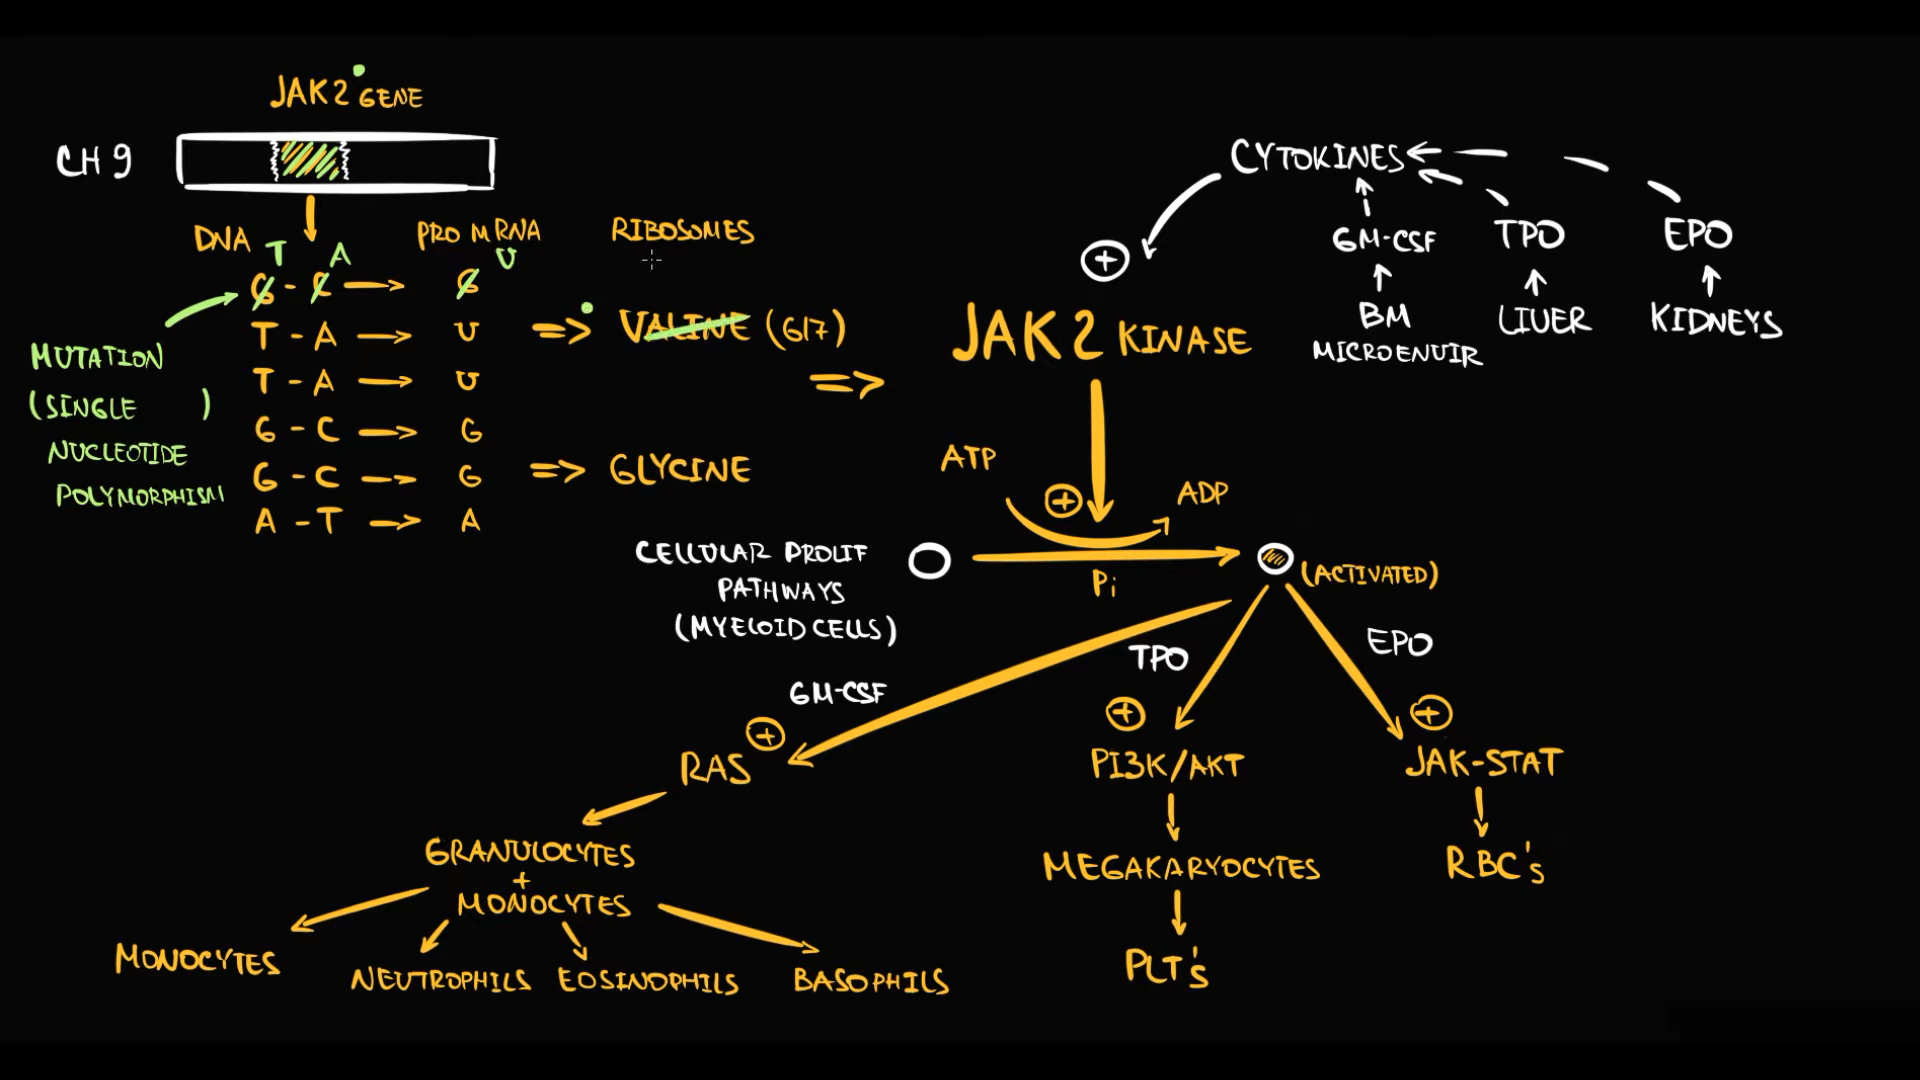 JAK2 GENE
CH 9
DNA
PRO MRNA
RIBOSOMES
T A U
G - C → G
T - A → U
T - A → U
G - C → G
G - C → G
A - T → A
=> VALINE (617)
=> GLYCINE
=>
MUTATION
(SINGLE )
NUCLEOTIDE
POLYMORPHISM
CYTOKINES
GM-CSF
TPO
EPO
BM
MICROENVIR
LIVER
KIDNEYS
+
JAK2 KINASE
ATP
+
ADP
Pi
CELLULAR PROLIF
PATHWAYS
(MYELOID CELLS)
(ACTIVATED)
GM-CSF
TPO
EPO
+
+
+
RAS
PI3K/AKT
JAK-STAT
GRANULOCYTES
+
MONOCYTES
MEGAKARYOCYTES
RBC's
MONOCYTES
NEUTROPHILS
EOSINOPHILS
BASOPHILS
PLT's